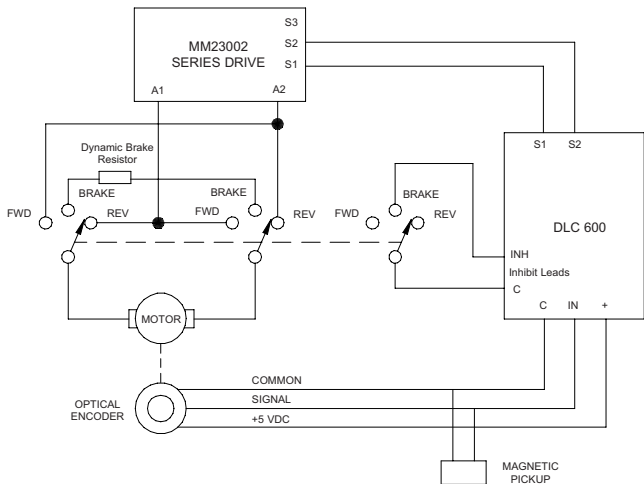 MM23002
SERIES DRIVE
S3
S2
S1
A1
A2
Dynamic Brake
Resistor
BRAKE
BRAKE
FWD
REV
FWD
REV
FWD
BRAKE
REV
S1
S2
DLC 600
INH
Inhibit Leads
C
C
IN
+
MOTOR
OPTICAL
ENCODER
COMMON
SIGNAL
+5 VDC
MAGNETIC
PICKUP